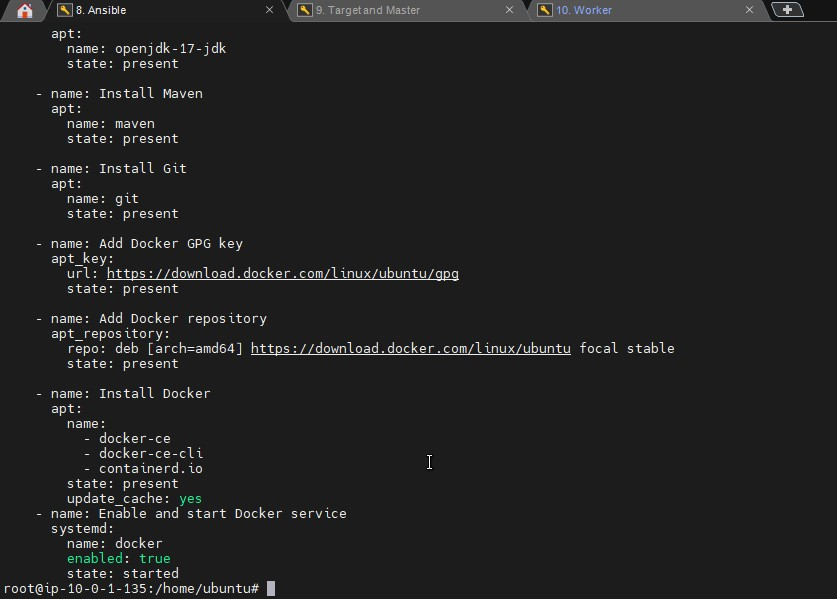 8. Ansible
9. Target and Master
10. Worker
    apt:
      name: openjdk-17-jdk
      state: present

    - name: Install Maven
      apt:
        name: maven
        state: present

    - name: Install Git
      apt:
        name: git
        state: present

    - name: Add Docker GPG key
      apt_key:
        url: https://download.docker.com/linux/ubuntu/gpg
        state: present

    - name: Add Docker repository
      apt_repository:
        repo: deb [arch=amd64] https://download.docker.com/linux/ubuntu focal stable
        state: present

    - name: Install Docker
      apt:
        name:
          - docker-ce
          - docker-ce-cli
          - containerd.io
        state: present
        update_cache: yes
    - name: Enable and start Docker service
      systemd:
        name: docker
        enabled: true
        state: started
root@ip-10-0-1-135:/home/ubuntu#